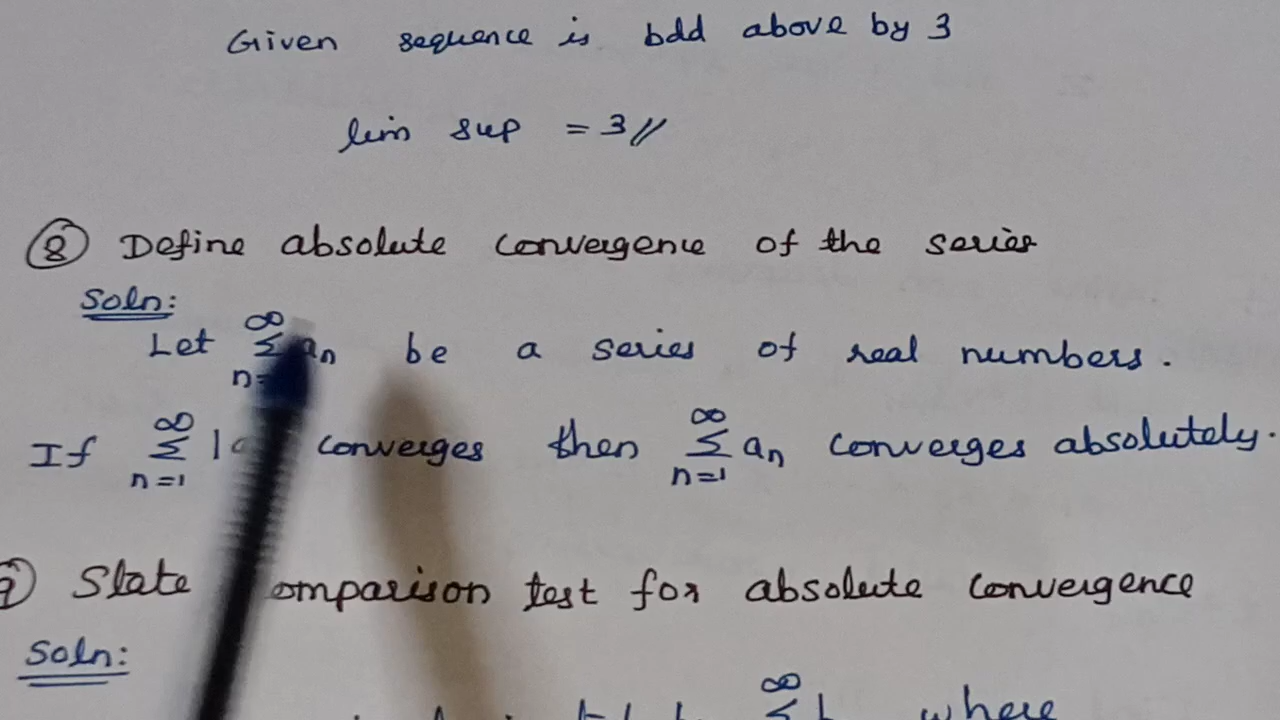 Given sequence is bdd above by 3
lim sup = 3//
⑧ Define absolute convergence of the series
Soln:
Let ∞ Σ n= an be a series of real numbers.
If ∞ Σ n=1 |a converges then ∞ Σ n=1 an converges absolutely.
State omparison test for absolute convergence
Soln:
∞ Σ b where